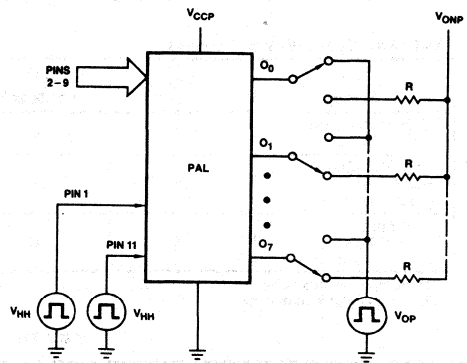 VCCP
VONP
PINS
2–9
O0
R
O1
PAL
R
PIN 1
O7
PIN 11
R
VHH
VHH
VOP